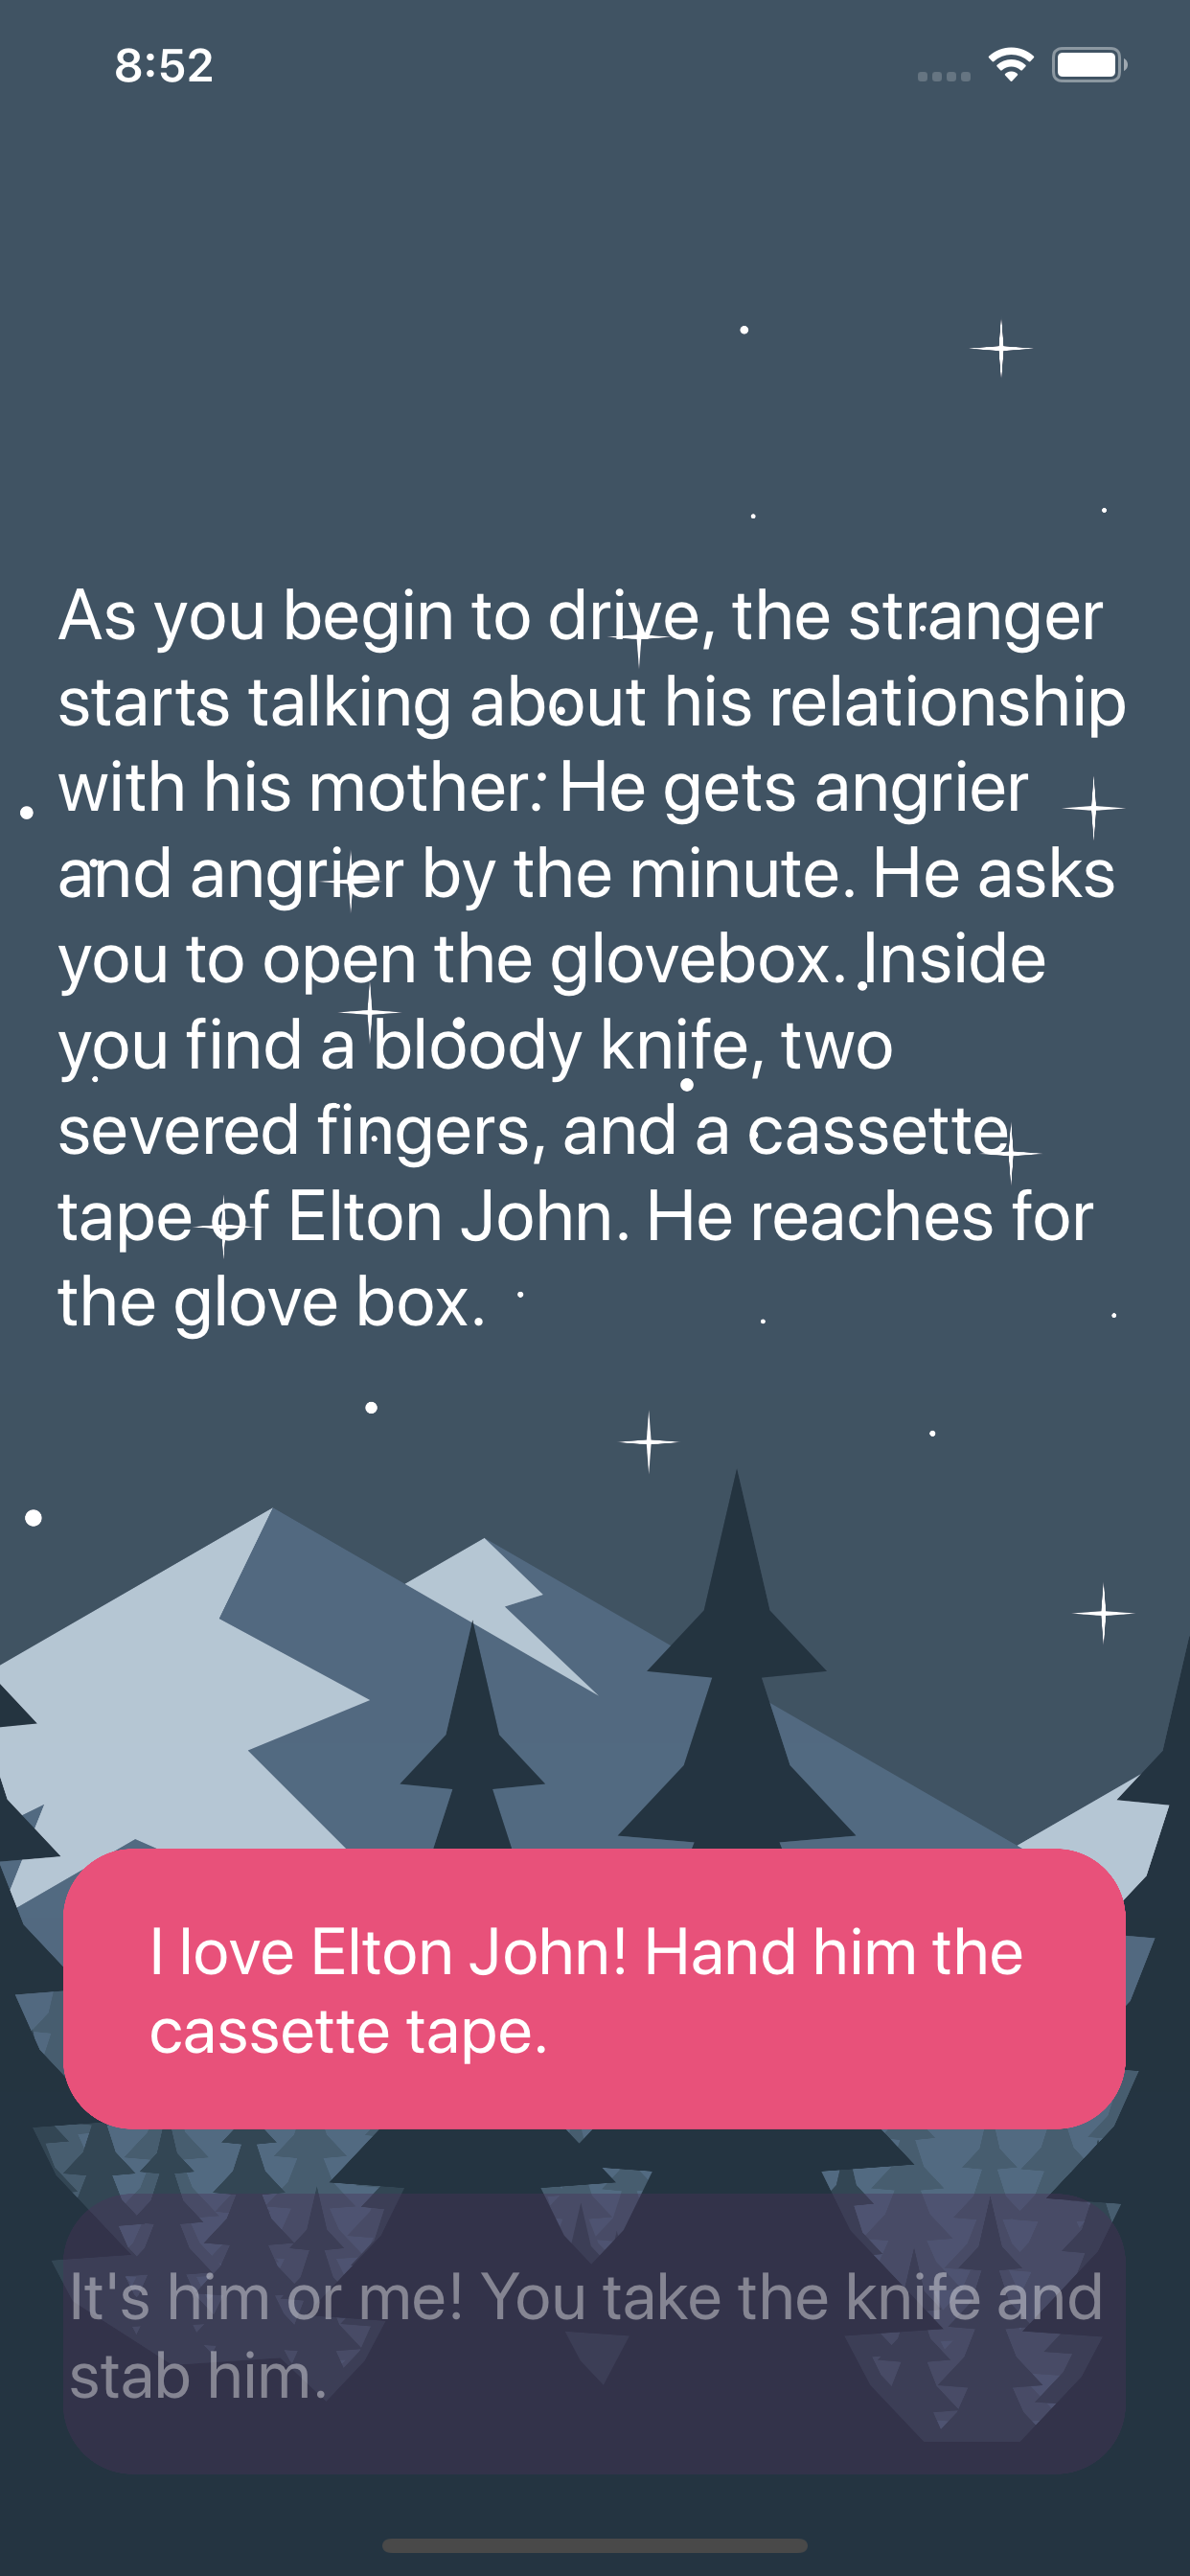 8:52
As you begin to drive, the stranger
starts talking about his relationship
with his mother. He gets angrier
and angrier by the minute. He asks
you to open the glovebox. Inside
you find a bloody knife, two
severed fingers, and a cassette
tape of Elton John. He reaches for
the glove box.
I love Elton John! Hand him the
cassette tape.
It's him or me! You take the knife and
stab him.